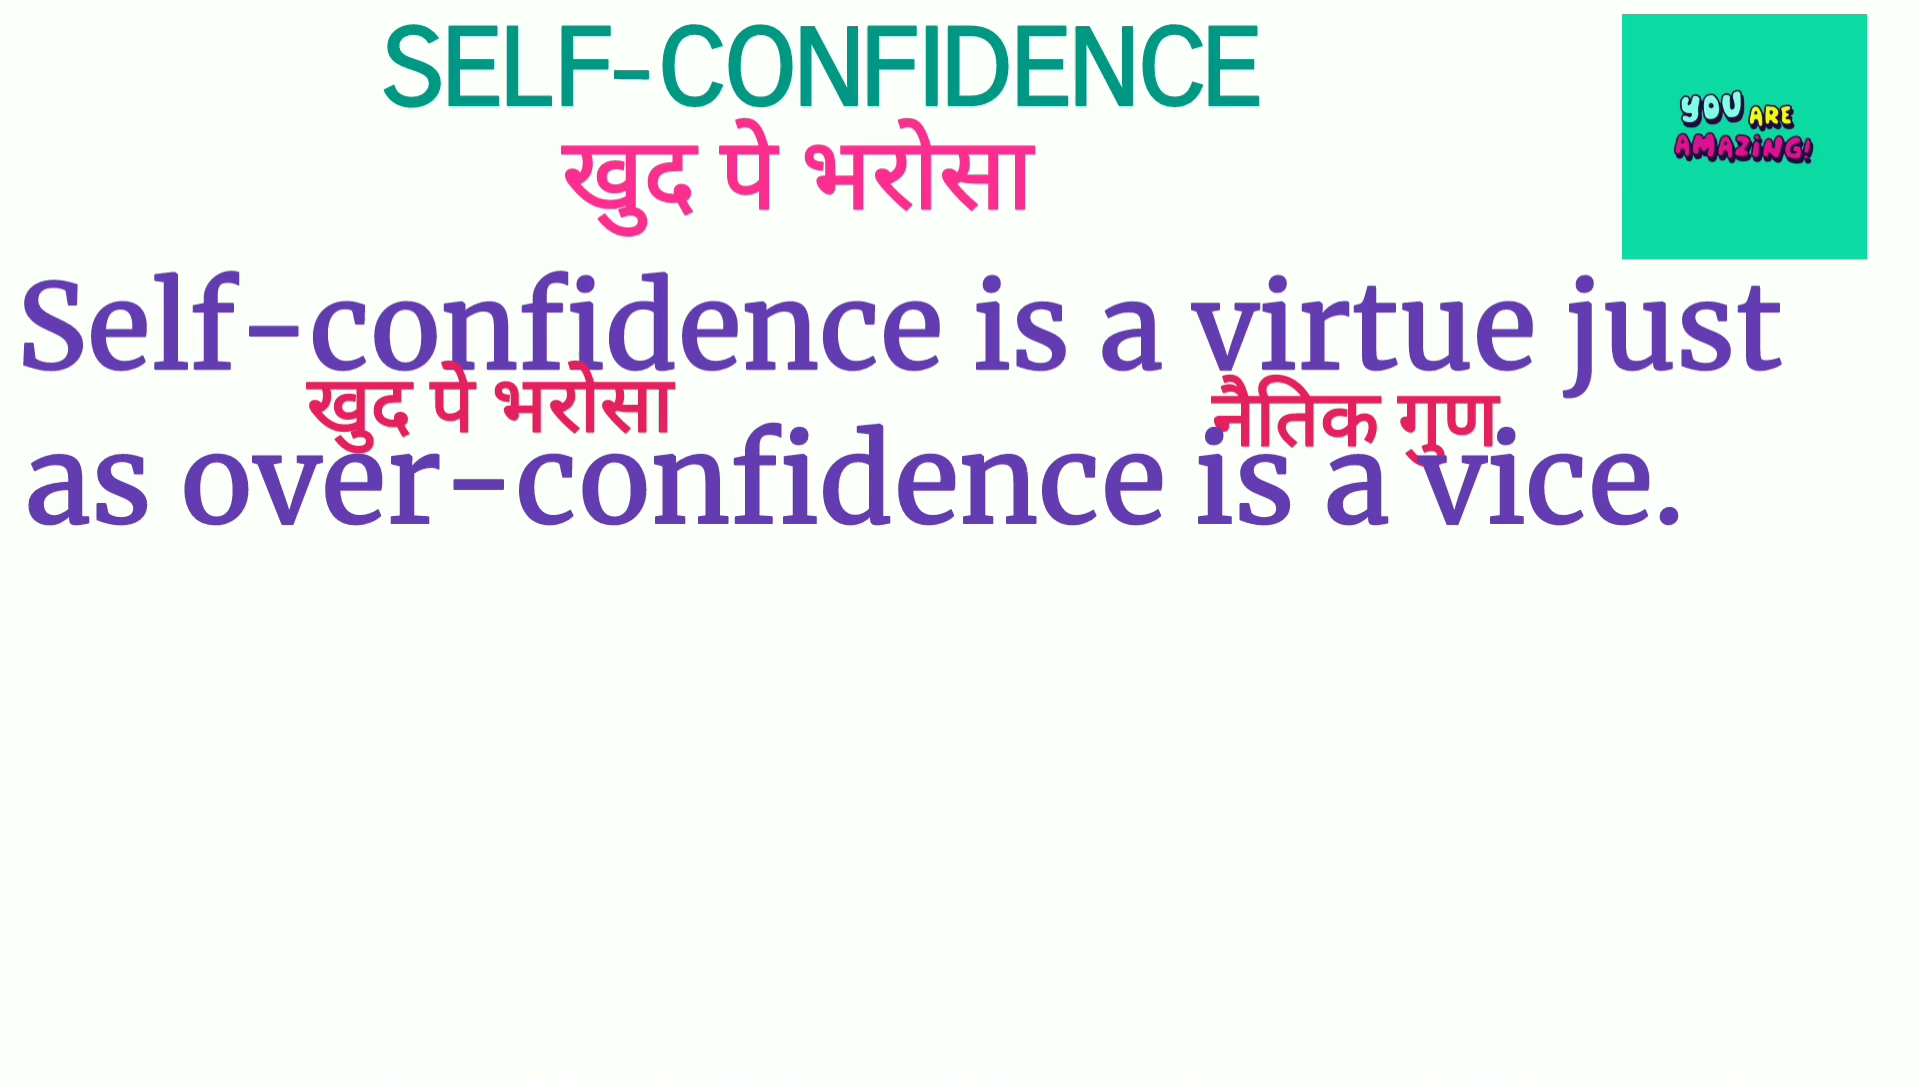 SELF-CONFIDENCE
YOU ARE
AMAZING!
खुद पे भरोसा
Self-confidence is a virtue just
खुद पे भरोसा नैतिक गुण
as over-confidence is a vice.